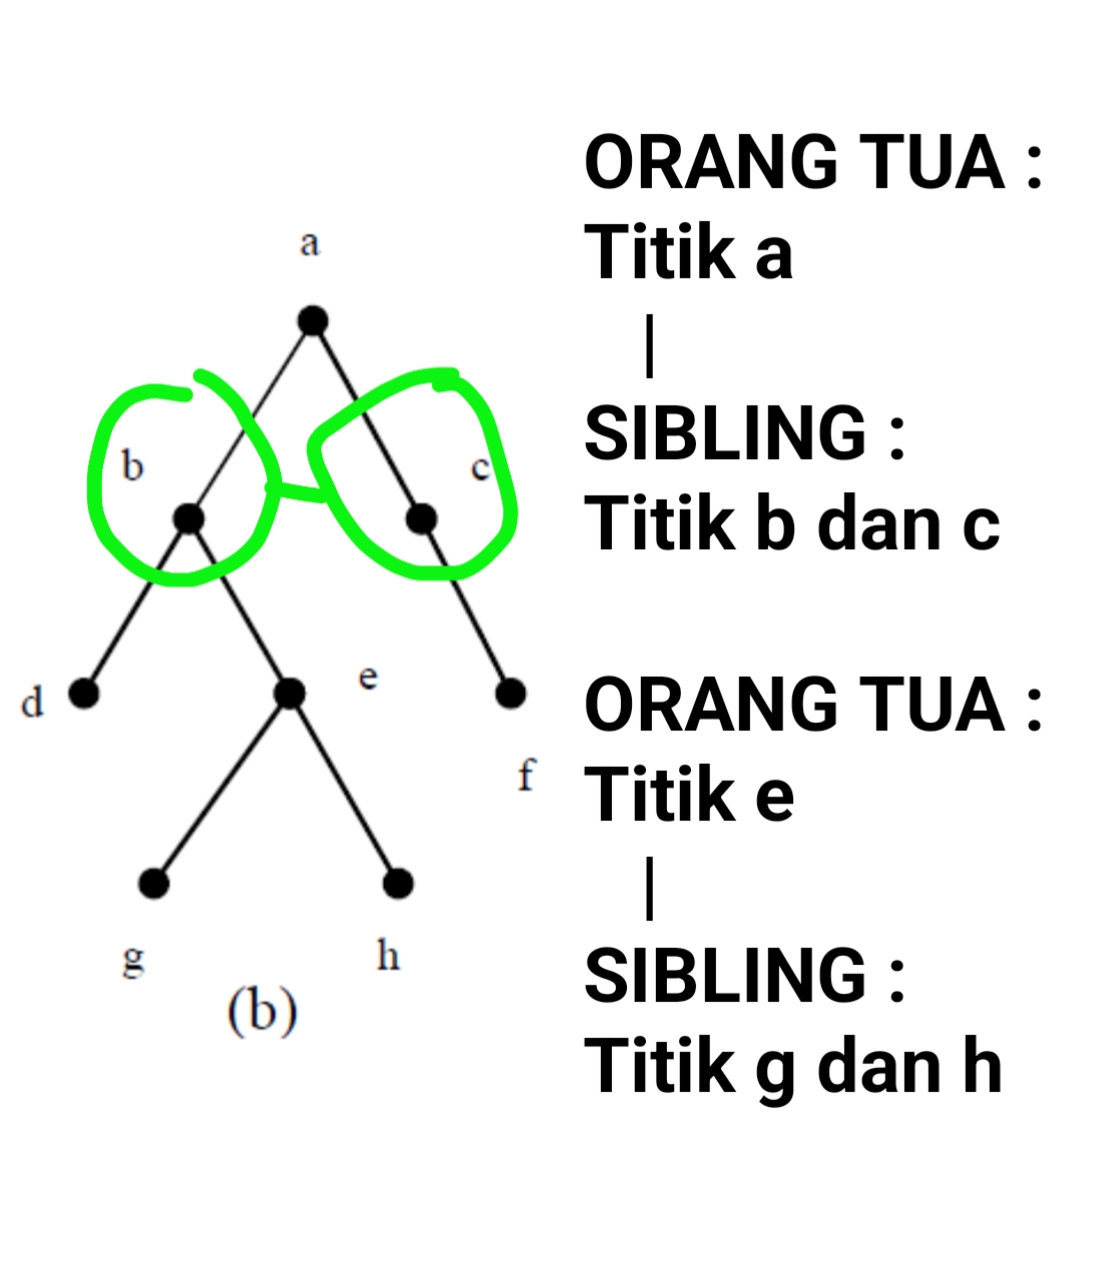 ORANG TUA :
Titik a
|
SIBLING :
Titik b dan c
ORANG TUA :
Titik e
|
SIBLING :
Titik g dan h
a
b
c
d
e
f
g
h
(b)